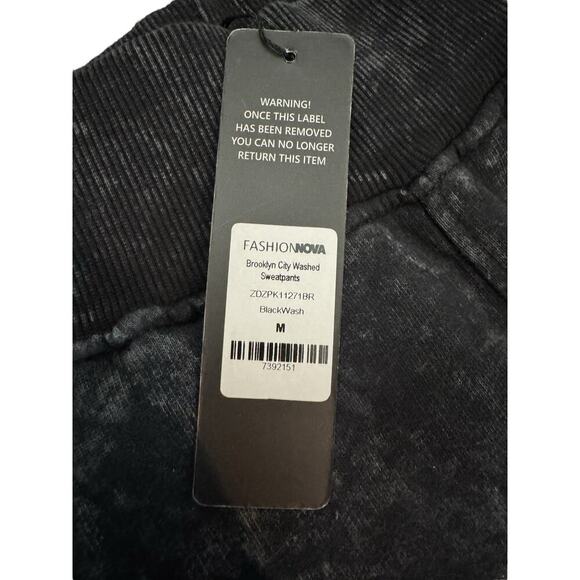 WARNING!
ONCE THIS LABEL
HAS BEEN REMOVED
YOU CAN NO LONGER
RETURN THIS ITEM
FASHIONNOVA
Brooklyn City Washed
Sweatpants
ZDZPK11271BR
BlackWash
M
7392151